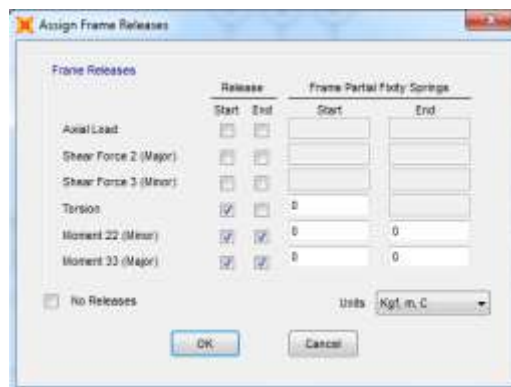 Assign Frame Releases
Frame Releases
Release Frame Partial Fixity Springs
Start End Start End
Axial Load
Shear Force 2 (Major)
Shear Force 3 (Minor)
Torsion 0
Moment 22 (Minor) 0 0
Moment 33 (Major) 0 0
No Releases Units Kgf, m, C
OK Cancel